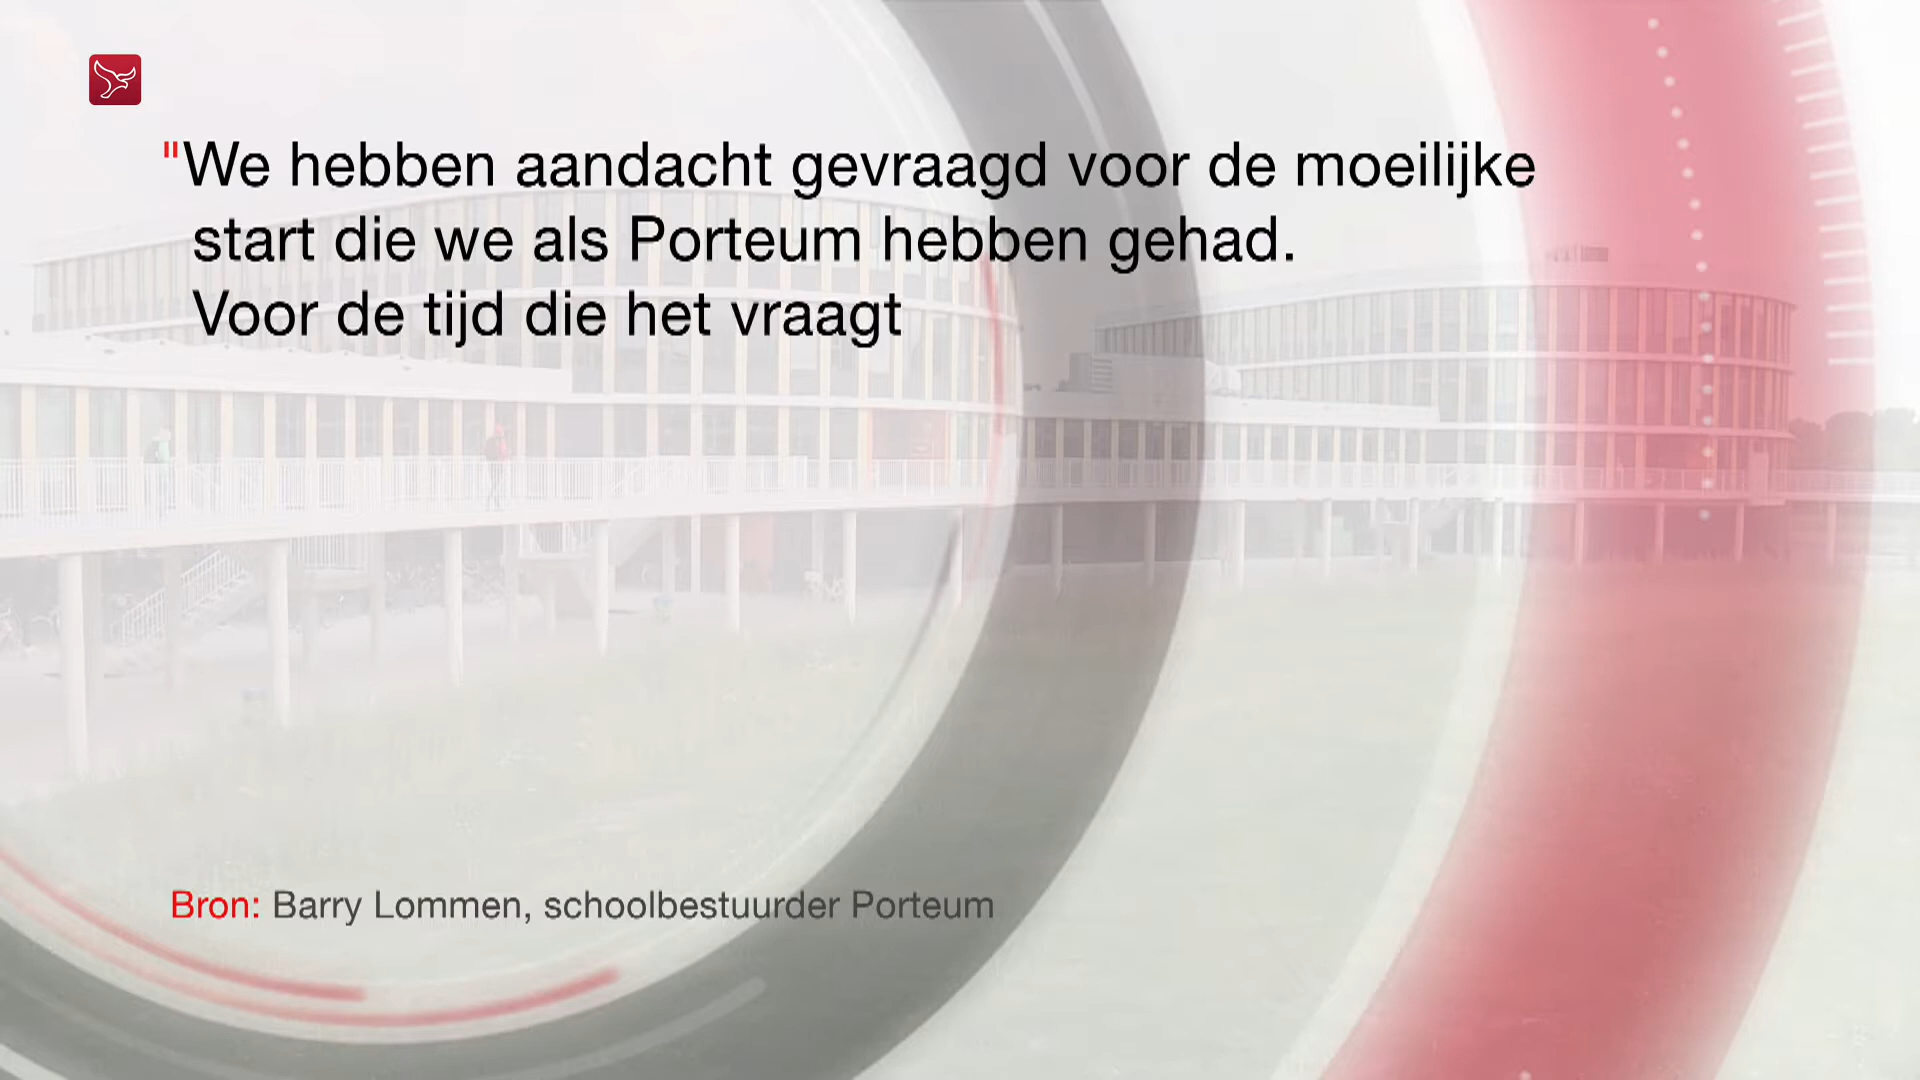 "We hebben aandacht gevraagd voor de moeilijke
start die we als Porteum hebben gehad.
Voor de tijd die het vraagt
Bron: Barry Lommen, schoolbestuurder Porteum